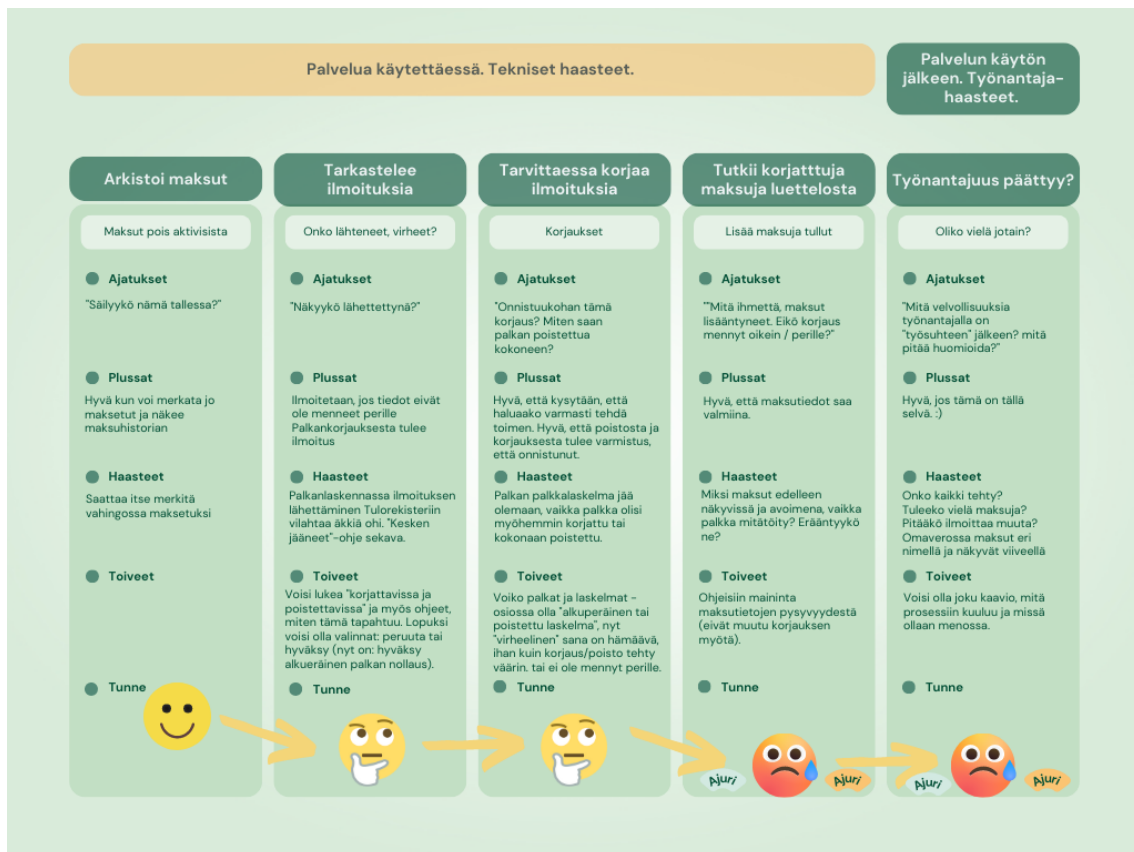 Palvelua käytettäessä. Tekniset haasteet.
Palvelun käytön
jälkeen. Työnantaja-
haasteet.
Arkistoi maksut
Maksut pois aktivisista
Ajatukset
"Säilyykö nämä tallessa?"
Plussat
Hyvä kun voi merkata jo
maksetut ja näkee
maksuhistorian
Haasteet
Saattaa itse merkitä
vahingossa maksetuksi
Toiveet
Tunne
Tarkastelee
ilmoituksia
Onko lähteneet, virheet?
Ajatukset
"Näkyykö lähettettynä?"
Plussat
Ilmoitetaan, jos tiedot eivät
ole menneet perille
Palkankorjauksesta tulee
ilmoitus
Haasteet
Palkanlaskennassa ilmoituksen
lähettäminen Tulorekisteriin
vilahtaa äkkiä ohi. "Kesken
jääneet"-ohje sekava.
Toiveet
Voisi lukea "korjattavissa ja
poistettavissa" ja myös ohjeet,
miten tämä tapahtuu. Lopuksi
voisi olla valinnat: peruuta tai
hyväksy (nyt on: hyväksy
alkueräinen palkan nollaus).
Tunne
Tarvittaessa korjaa
ilmoituksia
Korjaukset
Ajatukset
"Onnistuukohan tämä
korjaus? Miten saan
palkan poistettua
kokoneen?
Plussat
Hyvä, että kysytään, että
haluaako varmasti tehdä
toimen. Hyvä, että poistosta ja
korjauksesta tulee varmistus,
että onnistunut.
Haasteet
Palkan palkkalaskelma jää
olemaan, vaikka palkka olisi
myöhemmin korjattu tai
kokonaan poistettu.
Toiveet
Voiko palkat ja laskelmat -
osiossa olla "alkuperäinen tai
poistettu laskelma", nyt
"virheelinen" sana on hämäävä,
ihan kuin korjaus/poisto tehty
väärin. tai ei ole mennyt perille.
Tunne
Tutkii korjatttuja
maksuja luettelosta
Lisää maksuja tullut
Ajatukset
""Mitä ihmettä, maksut
lisääntyneet. Eikö korjaus
mennyt oikein / perille?"
Plussat
Hyvä, että maksutiedot saa
valmiina.
Haasteet
Miksi maksut edelleen
näkyvissä ja avoimena, vaikka
palkka mitätöity? Erääntyykö
ne?
Toiveet
Ohjeisiin maininta
maksutietojen pysyvyydestä
(eivät muutu korjauksen
myötä).
Tunne
Ajuri
Ajuri
Työnantajuus päättyy?
Oliko vielä jotain?
Ajatukset
"Mitä velvollisuuksia
työnantajalla on
"työsuhteen" jälkeen? mitä
pitää huomioida?"
Plussat
Hyvä, jos tämä on tällä
selvä. :)
Haasteet
Onko kaikki tehty?
Tuleeko vielä maksuja?
Pitääkö ilmoittaa muuta?
Omaverossa maksut eri
nimellä ja näkyvät viiveellä
Toiveet
Voisi olla joku kaavio, mitä
prosessiin kuuluu ja missä
ollaan menossa.
Tunne
Ajuri
Ajuri